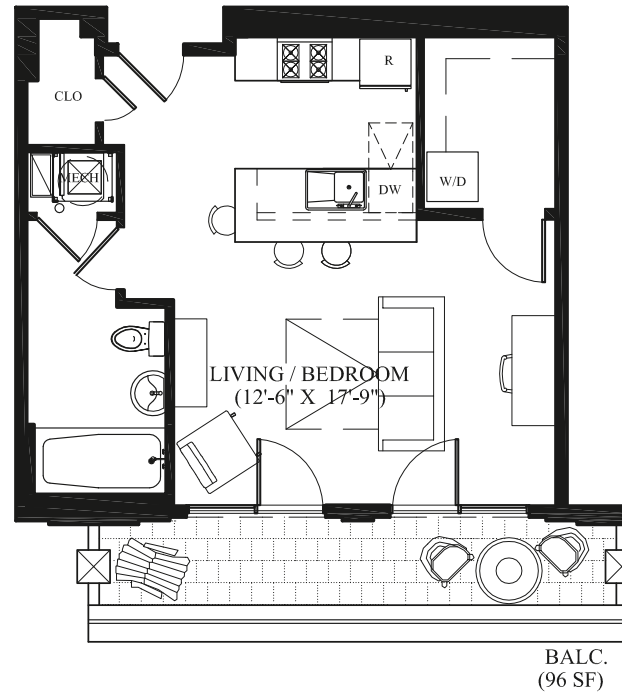 R
CLO
MECH
W/D
DW
LIVING / BEDROOM
(12'-6" X 17'-9")
BALC.
(96 SF)